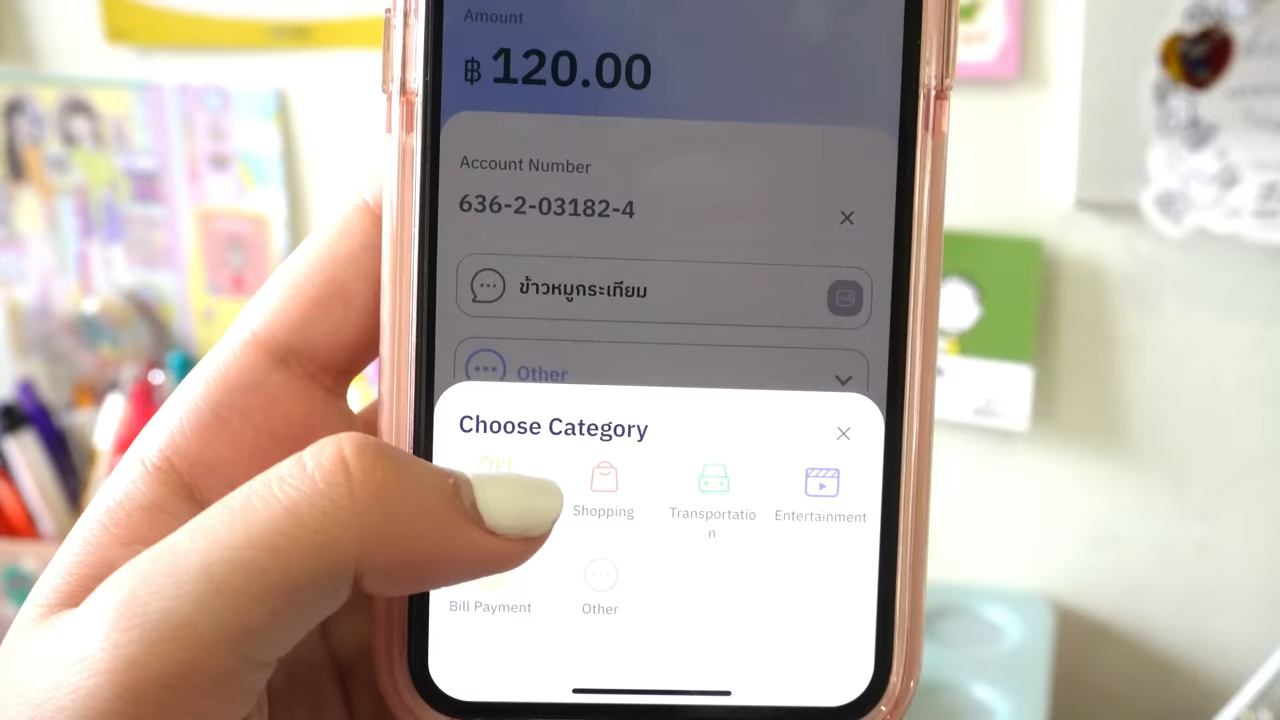 Amount
฿ 120.00
Account Number
636-2-03182-4
ข้าวหมูกระเทียม
Other
Choose Category
Shopping
Transportatio
n
Entertainment
Bill Payment
Other